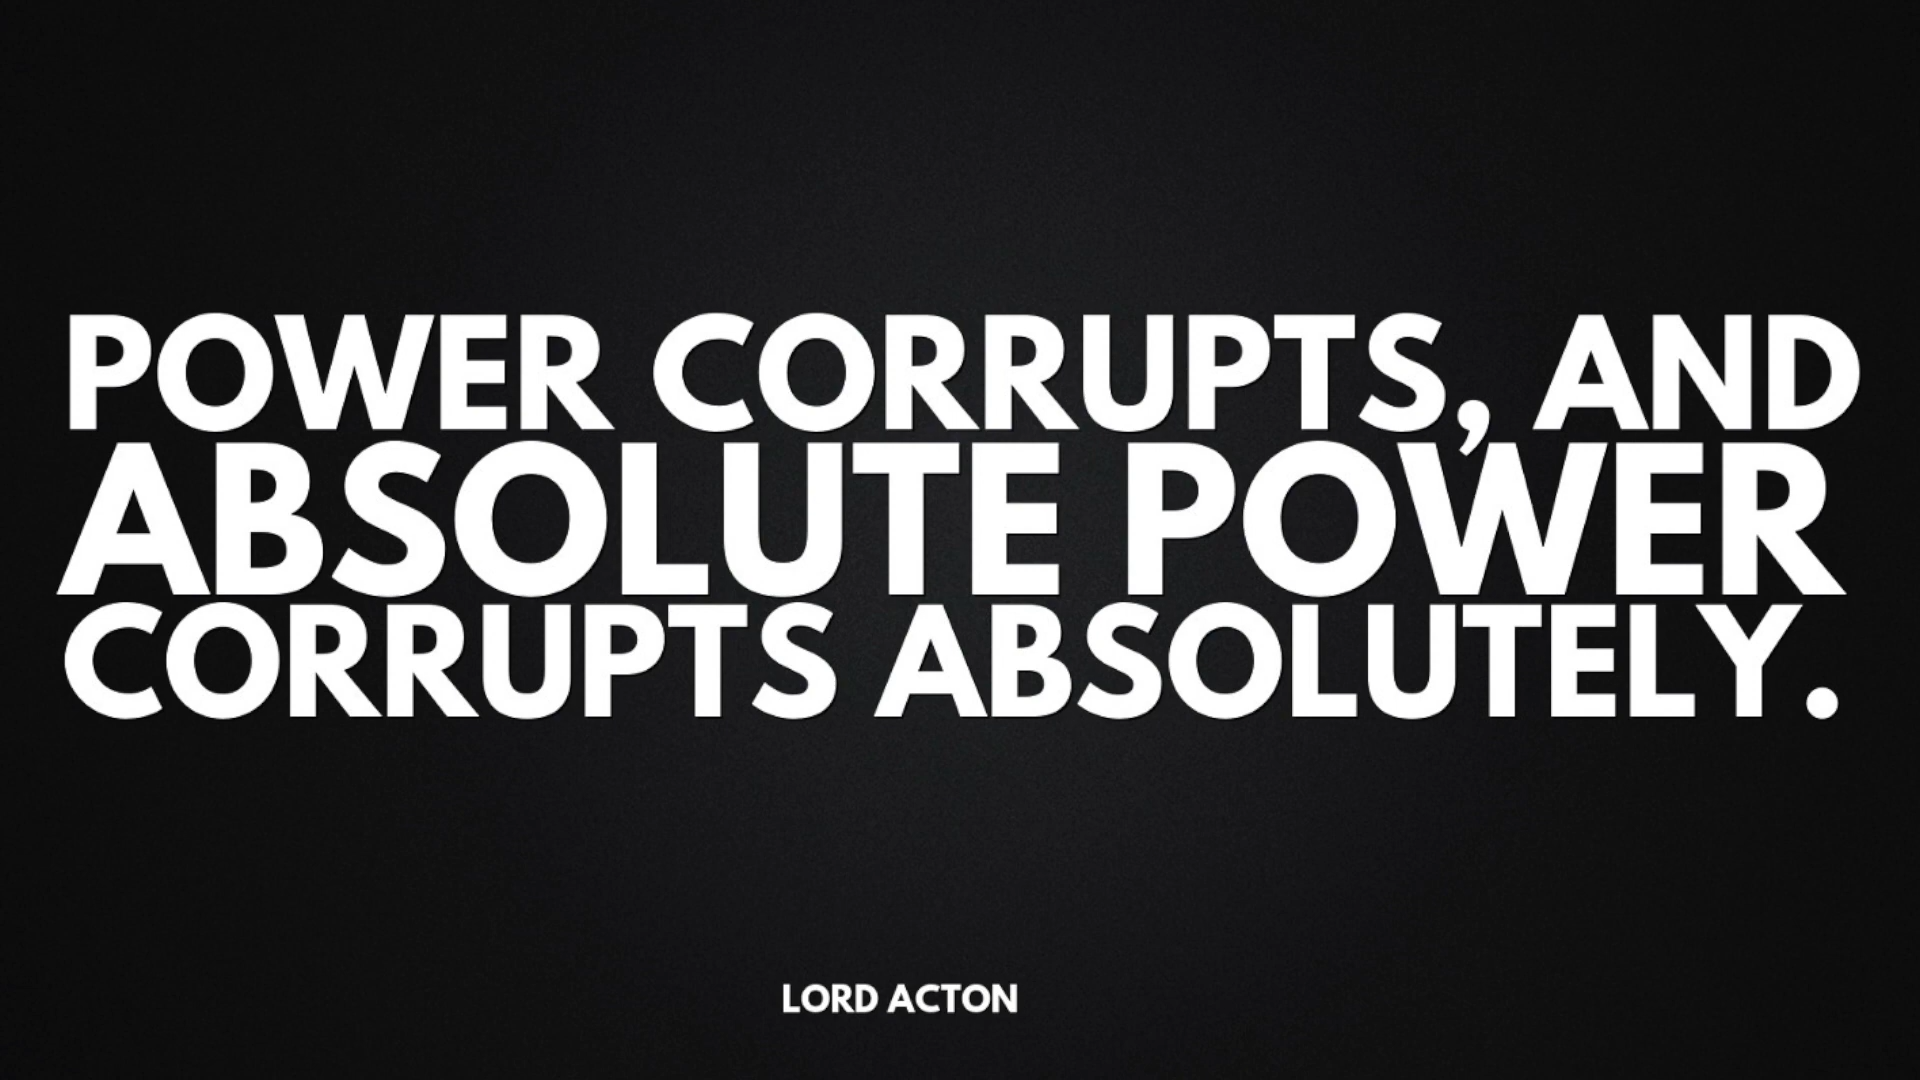 POWER CORRUPTS, AND
ABSOLUTE POWER
CORRUPTS ABSOLUTELY.
LORD ACTON